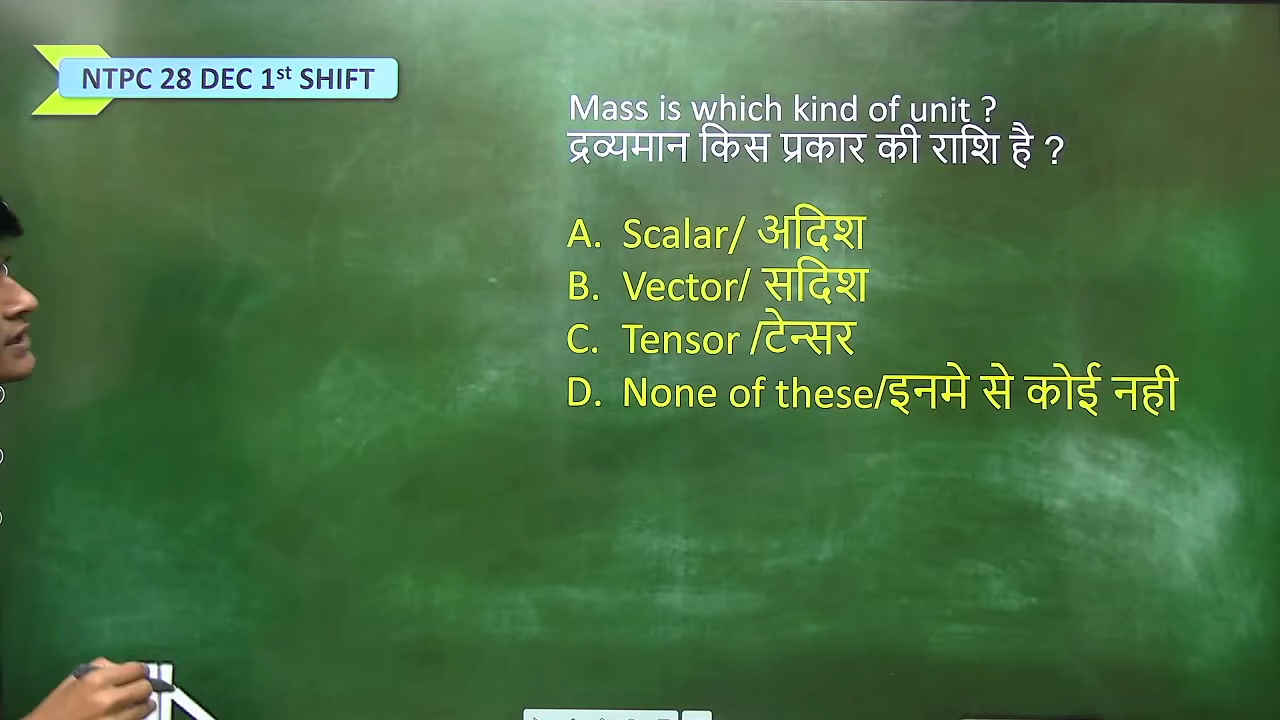 NTPC 28 DEC 1st SHIFT
Mass is which kind of unit ?
द्रव्यमान किस प्रकार की राशि है ?
A. Scalar/ अदिश
B. Vector/ सदिश
C. Tensor /टेन्सर
D. None of these/इनमे से कोई नही